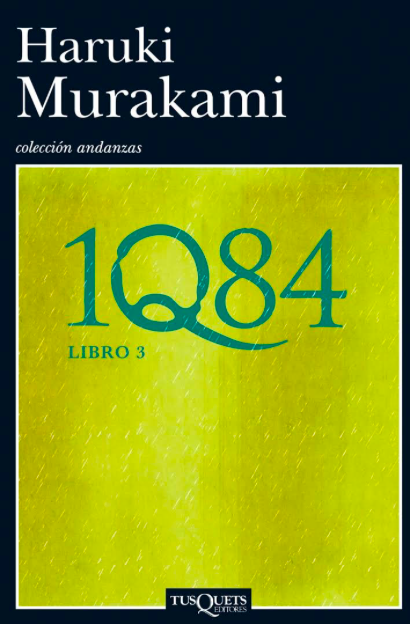 Haruki
Murakami
colección andanzas
1Q84
LIBRO 3
TUSQUETS
EDITORES